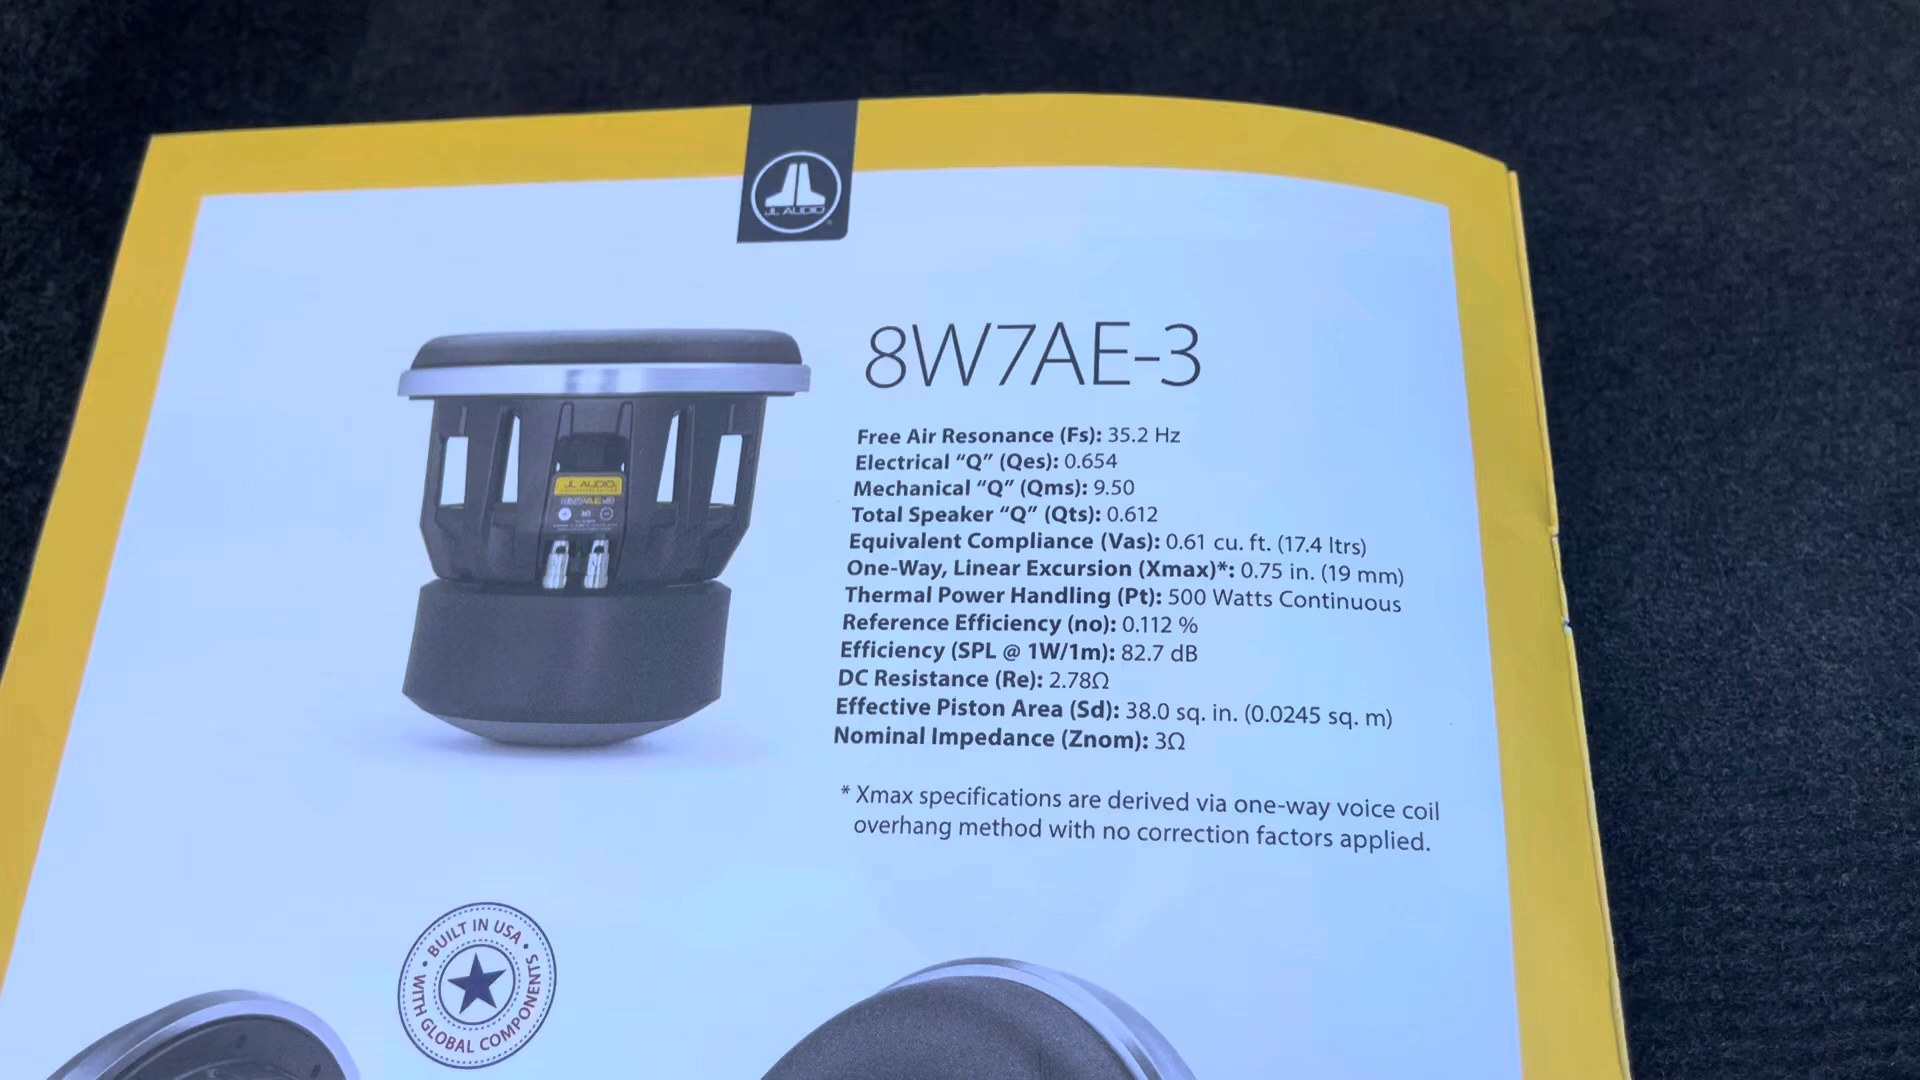 JL AUDIO
8W7AE-3
Free Air Resonance (Fs): 35.2 Hz
Electrical “Q” (Qes): 0.654
Mechanical “Q” (Qms): 9.50
Total Speaker “Q” (Qts): 0.612
Equivalent Compliance (Vas): 0.61 cu. ft. (17.4 ltrs)
One-Way, Linear Excursion (Xmax)*: 0.75 in. (19 mm)
Thermal Power Handling (Pt): 500 Watts Continuous
Reference Efficiency (no): 0.112 %
Efficiency (SPL @ 1W/1m): 82.7 dB
DC Resistance (Re): 2.78Ω
Effective Piston Area (Sd): 38.0 sq. in. (0.0245 sq. m)
Nominal Impedance (Znom): 3Ω
* Xmax specifications are derived via one-way voice coil
overhang method with no correction factors applied.
JL AUDIO
• BUILT IN USA •
WITH GLOBAL COMPONENTS